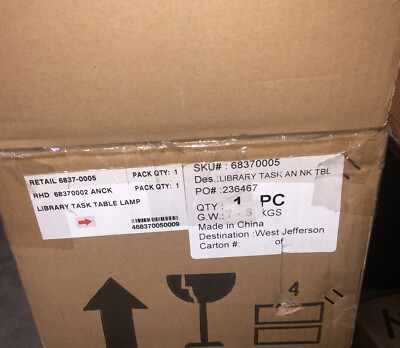 RETAIL 6837-0005 PACK QTY: 1
RHD 68370002 ANCK PACK QTY: 1
LIBRARY TASK TABLE LAMP
468370050009
SKU# : 68370005
Des.:LIBRARY TASK AN NK TBL
PO#:236467
QTY : 1 PC
G.W.: 7 KGS
Made in China
Destination :West Jefferson
Carton #: of
4